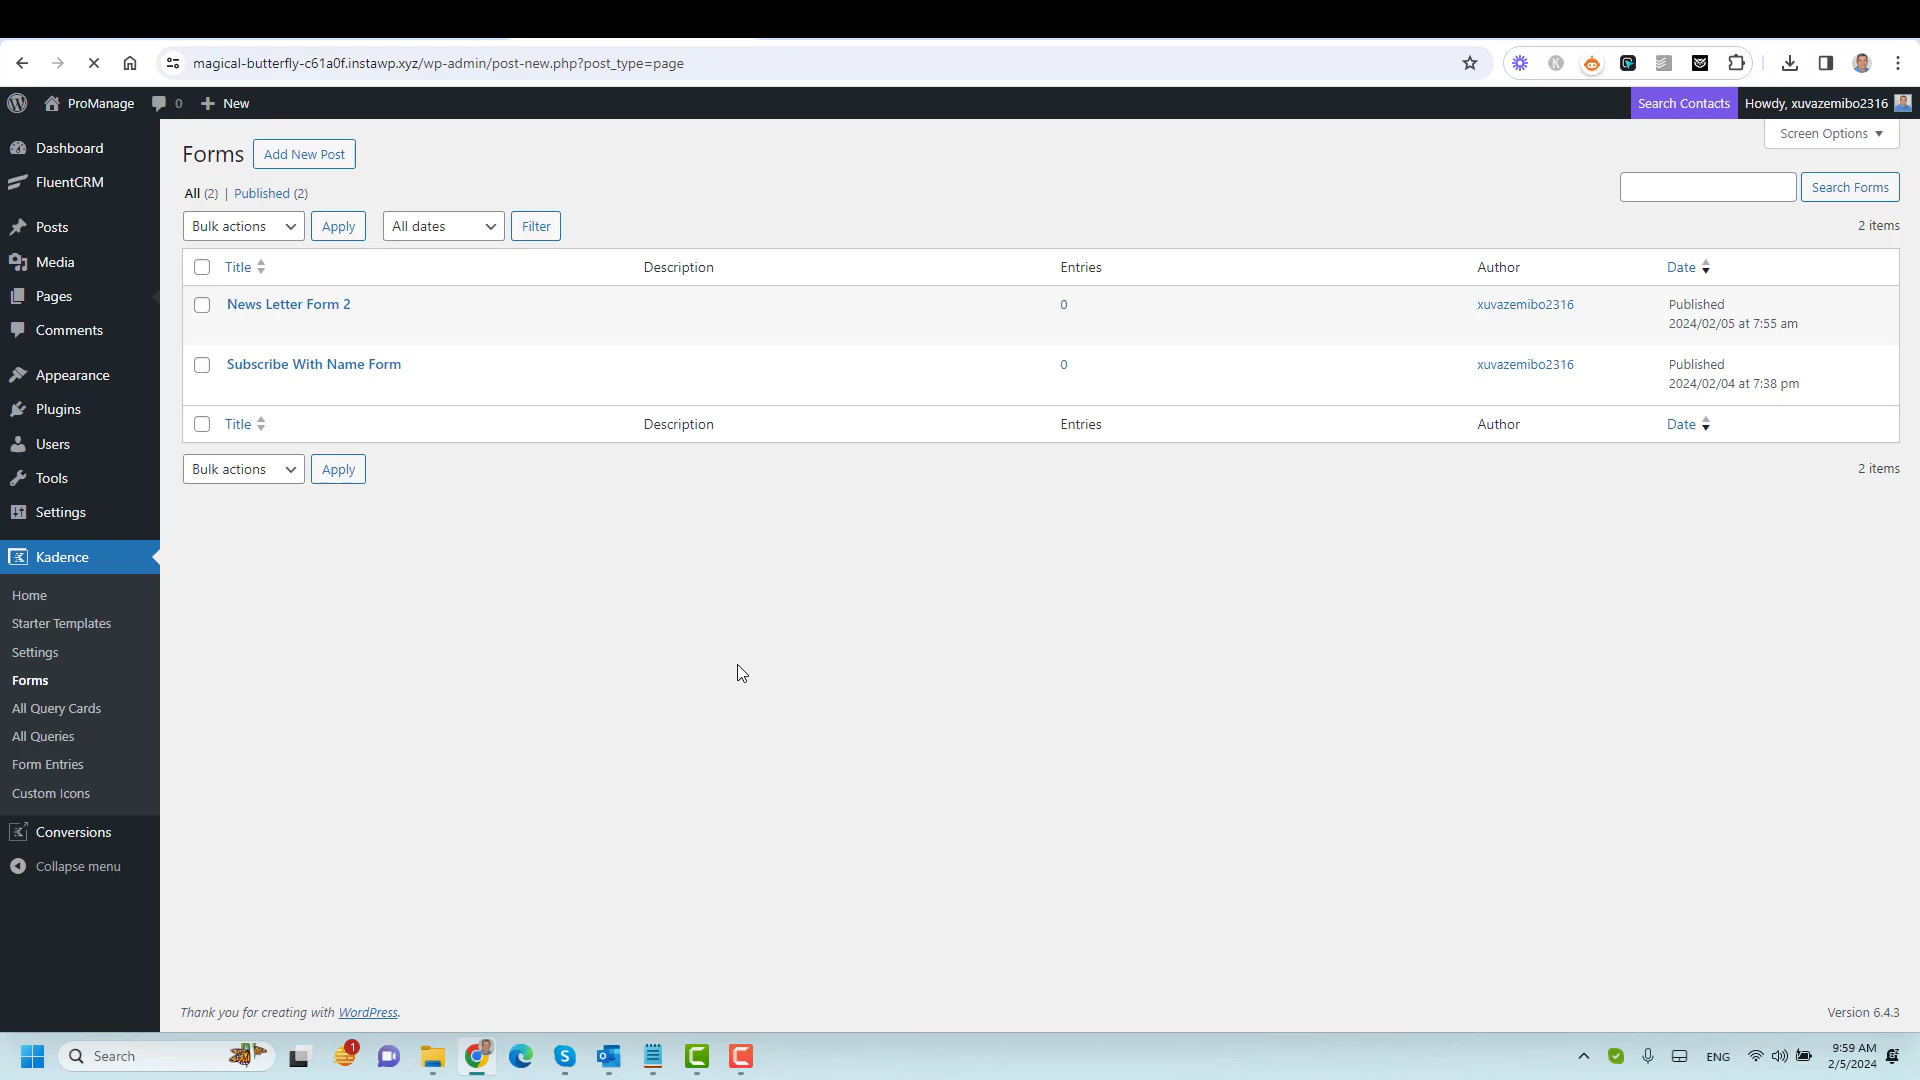 magical-butterfly-c61a0f.instawp.xyz/wp-admin/post-new.php?post_type=page
ProManage
0
New
Search Contacts
Howdy, xuvazemibo2316
Dashboard
FluentCRM
Posts
Media
Pages
Comments
Appearance
Plugins
Users
Tools
Settings
Kadence
Home
Starter Templates
Settings
Forms
All Query Cards
All Queries
Form Entries
Custom Icons
Conversions
Collapse menu
Screen Options
Forms
Add New Post
All (2) | Published (2)
Search Forms
Bulk actions
Apply
All dates
Filter
2 items
Title
Description
Entries
Author
Date
News Letter Form 2
0
xuvazemibo2316
Published
2024/02/05 at 7:55 am
Subscribe With Name Form
0
xuvazemibo2316
Published
2024/02/04 at 7:38 pm
Title
Description
Entries
Author
Date
Bulk actions
Apply
2 items
Thank you for creating with WordPress.
Version 6.4.3
Search
1
ENG
9:59 AM
2/5/2024